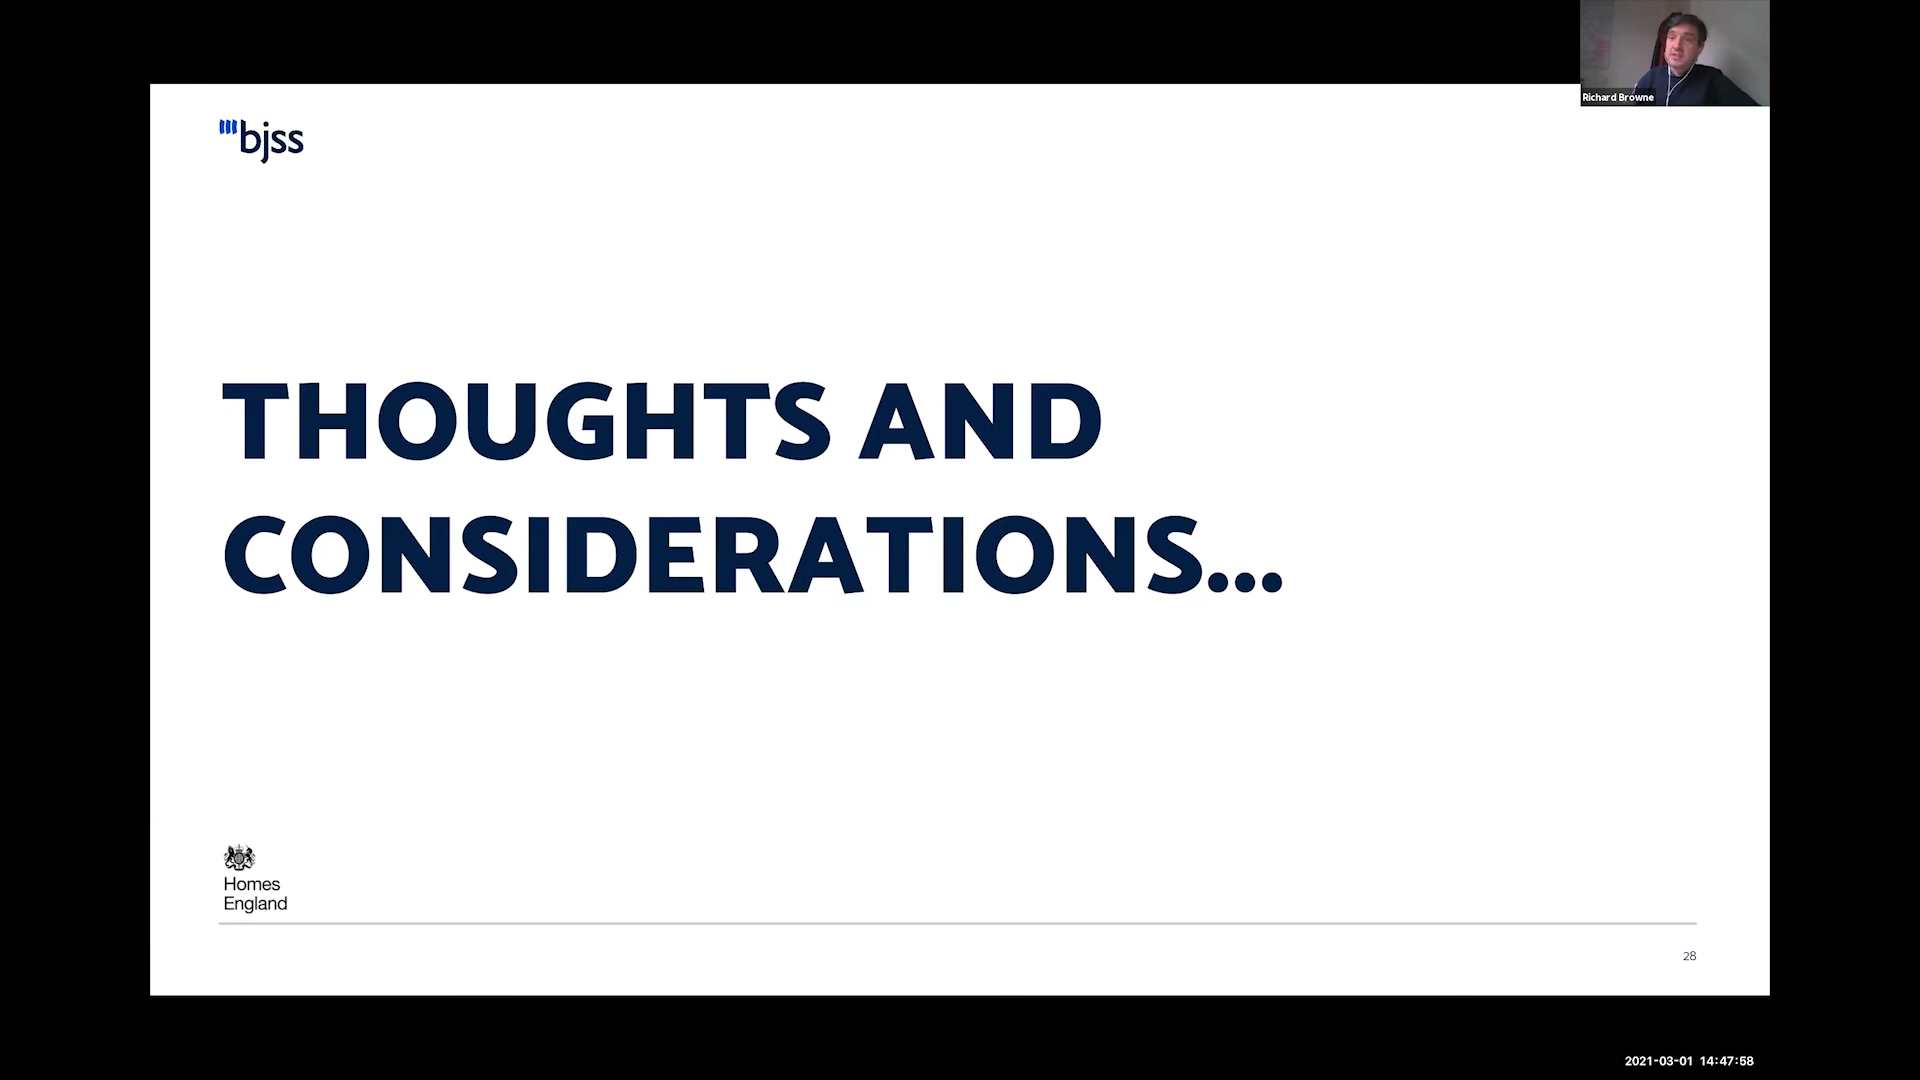 Richard Browne
bjss
THOUGHTS AND
CONSIDERATIONS...
Homes
England
28
2021-03-01 14:47:58